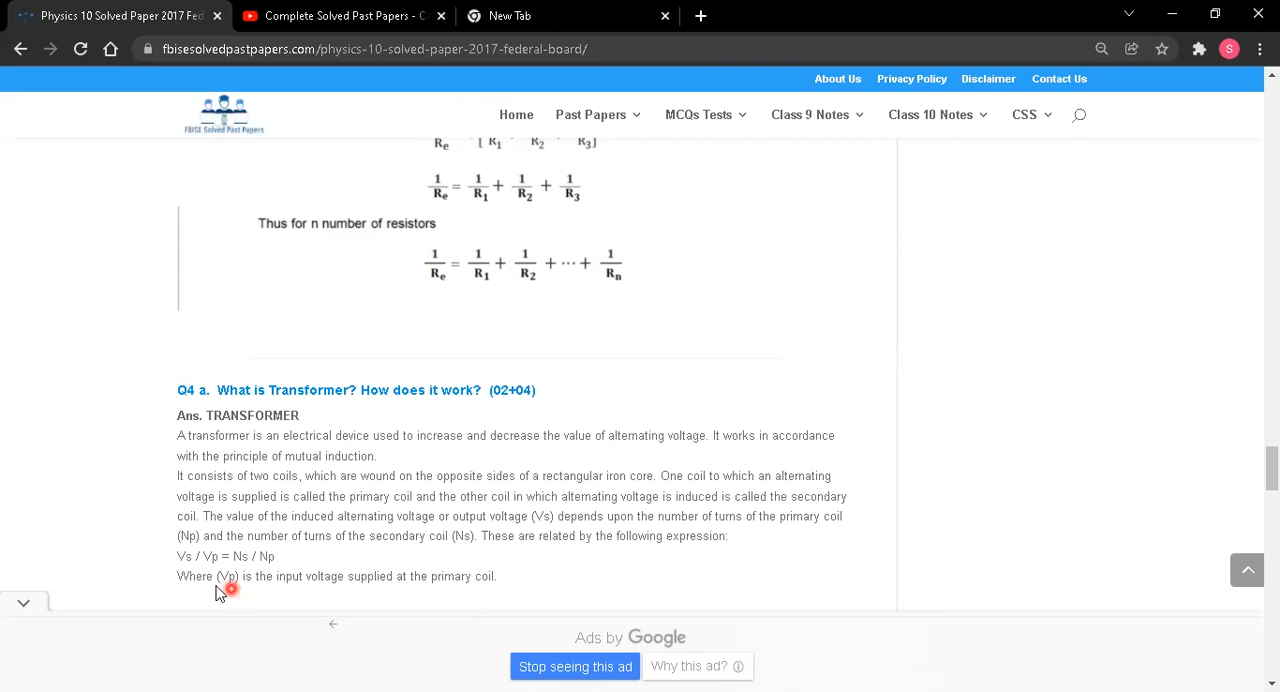 Physics 10 Solved Paper 2017 Fed
Complete Solved Past Papers - C
New Tab
fbisesolvedpastpapers.com/physics-10-solved-paper-2017-federal-board/
S
About Us Privacy Policy Disclaimer Contact Us
FBISE Solved Past Papers
Home Past Papers MCQs Tests Class 9 Notes Class 10 Notes CSS
Re [ R1 R2 R3]
1/Re = 1/R1 + 1/R2 + 1/R3
Thus for n number of resistors
1/Re = 1/R1 + 1/R2 + ··· + 1/Rn
Q4 a. What is Transformer? How does it work? (02+04)
Ans. TRANSFORMER
A transformer is an electrical device used to increase and decrease the value of alternating voltage. It works in accordance
with the principle of mutual induction.
It consists of two coils, which are wound on the opposite sides of a rectangular iron core. One coil to which an alternating
voltage is supplied is called the primary coil and the other coil in which alternating voltage is induced is called the secondary
coil. The value of the induced alternating voltage or output voltage (Vs) depends upon the number of turns of the primary coil
(Np) and the number of turns of the secondary coil (Ns). These are related by the following expression:
Vs / Vp = Ns / Np
Where (Vp) is the input voltage supplied at the primary coil.
Ads by Google
Stop seeing this ad Why this ad?